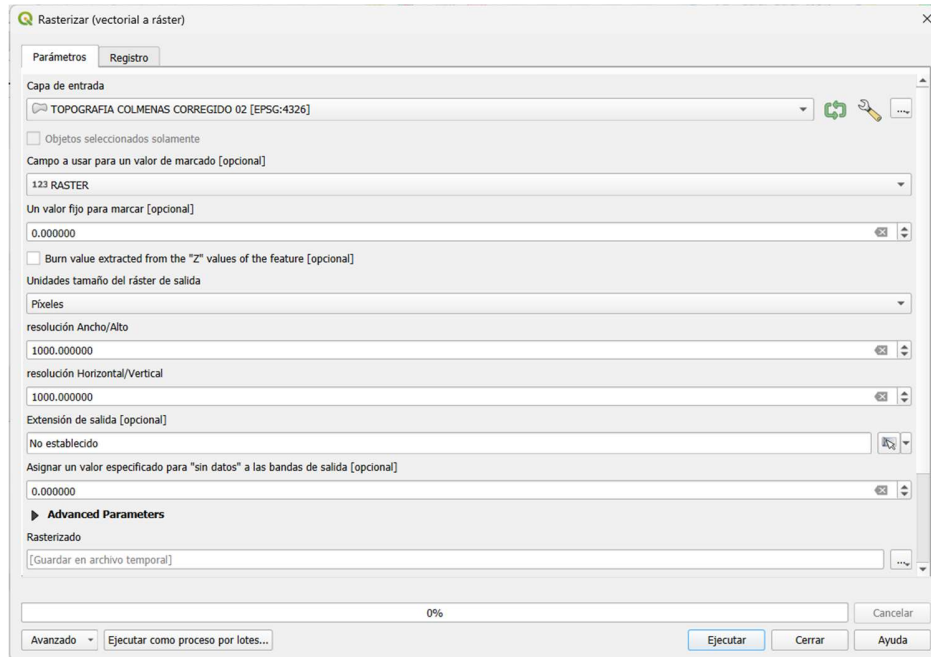 Rasterizar (vectorial a ráster)
Parámetros Registro
Capa de entrada
TOPOGRAFIA COLMENAS CORREGIDO 02 [EPSG:4326]
Objetos seleccionados solamente
Campo a usar para un valor de marcado [opcional]
123 RASTER
Un valor fijo para marcar [opcional]
0.000000
Burn value extracted from the "Z" values of the feature [opcional]
Unidades tamaño del ráster de salida
Píxeles
resolución Ancho/Alto
1000.000000
resolución Horizontal/Vertical
1000.000000
Extensión de salida [opcional]
No establecido
Asignar un valor especificado para "sin datos" a las bandas de salida [opcional]
0.000000
Advanced Parameters
Rasterizado
[Guardar en archivo temporal]
0% Cancelar
Avanzado Ejecutar como proceso por lotes... Ejecutar Cerrar Ayuda